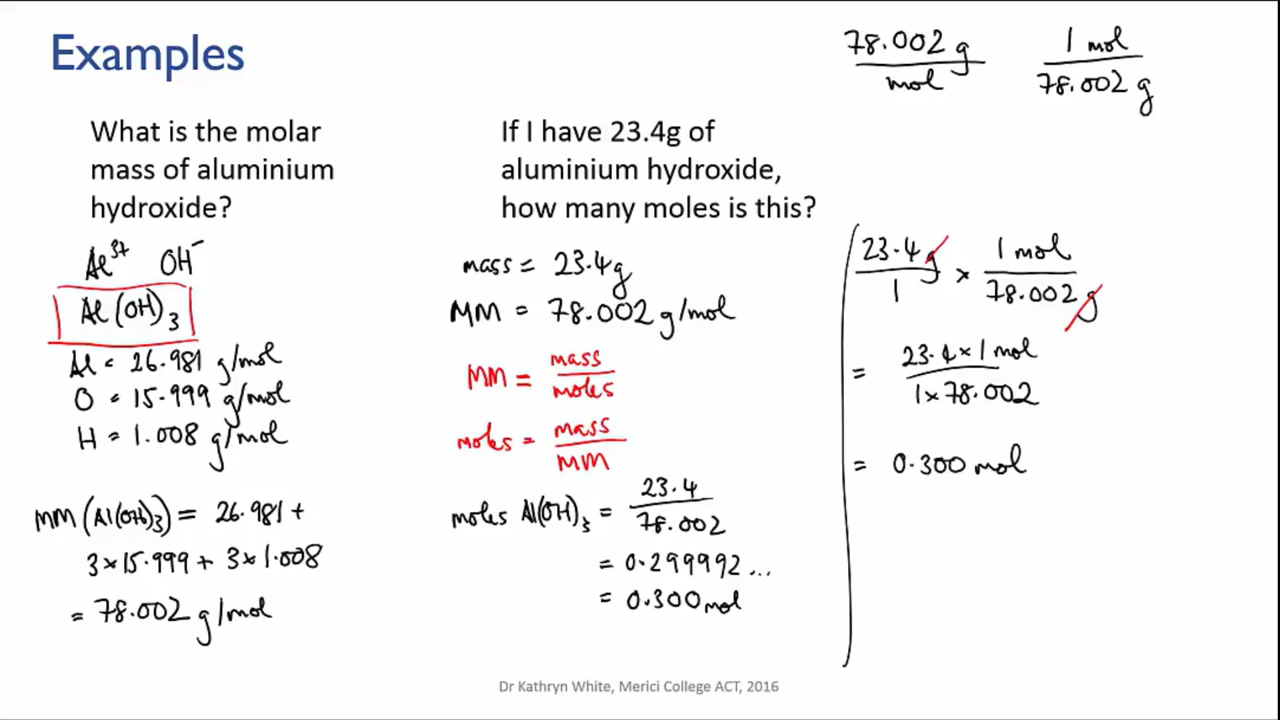 Examples
What is the molar
mass of aluminium
hydroxide?
Al³⁺ OH⁻
Al(OH)₃
Al = 26.981 g/mol
O = 15.999 g/mol
H = 1.008 g/mol
MM (Al(OH)₃) = 26.981 +
3 × 15.999 + 3 × 1.008
= 78.002 g/mol
If I have 23.4g of
aluminium hydroxide,
how many moles is this?
mass = 23.4g
MM = 78.002 g/mol
MM = mass / moles
moles = mass / MM
moles Al(OH)₃ = 23.4 / 78.002
= 0.299992...
= 0.300 mol
78.002 g / mol 1 mol / 78.002 g
23.4 g / 1 × 1 mol / 78.002 g
= 23.4 × 1 mol / 1 × 78.002
= 0.300 mol
Dr Kathryn White, Merici College ACT, 2016